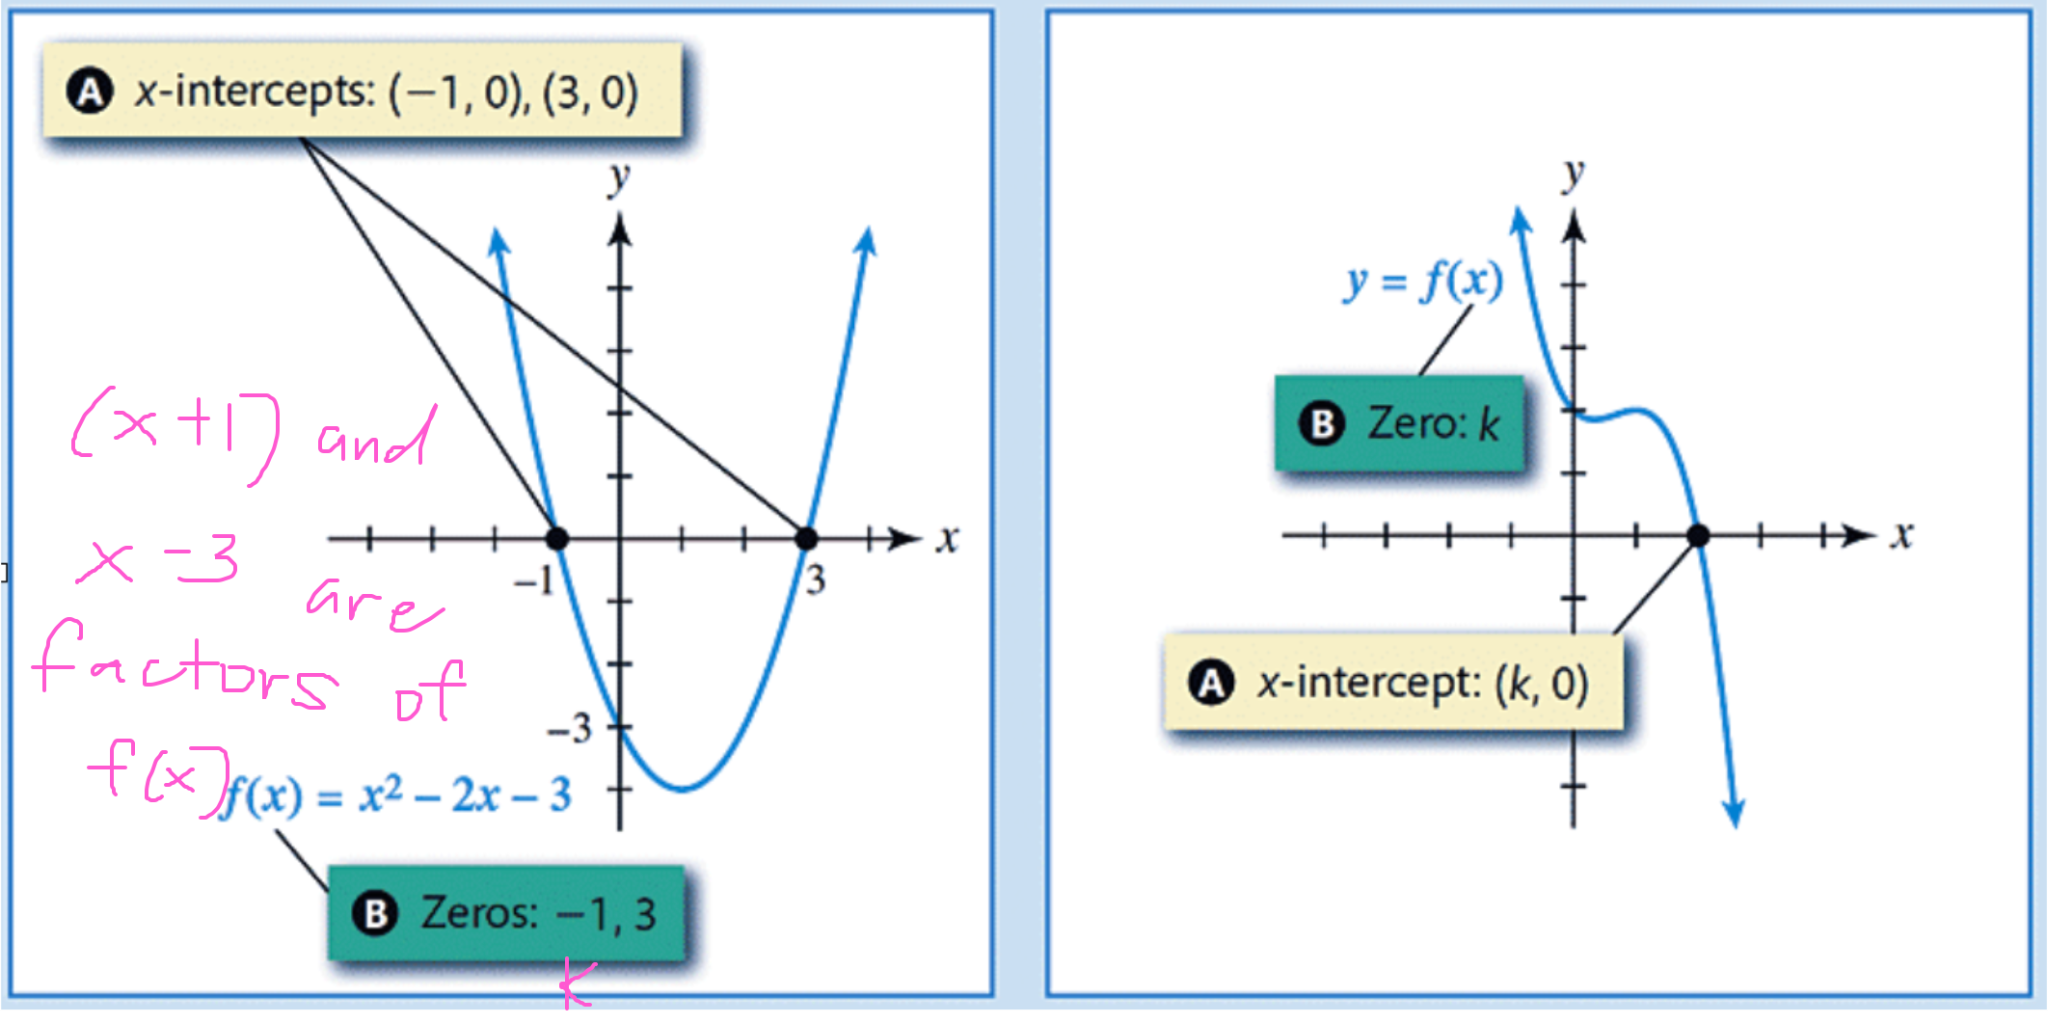 A x-intercepts: (−1, 0), (3, 0)
y
(x+1) and
x
−1
3
x −3 are
factors of
−3
f(x)
f(x) = x² − 2x − 3
B Zeros: −1, 3
k
y
y = f(x)
B Zero: k
x
A x-intercept: (k, 0)